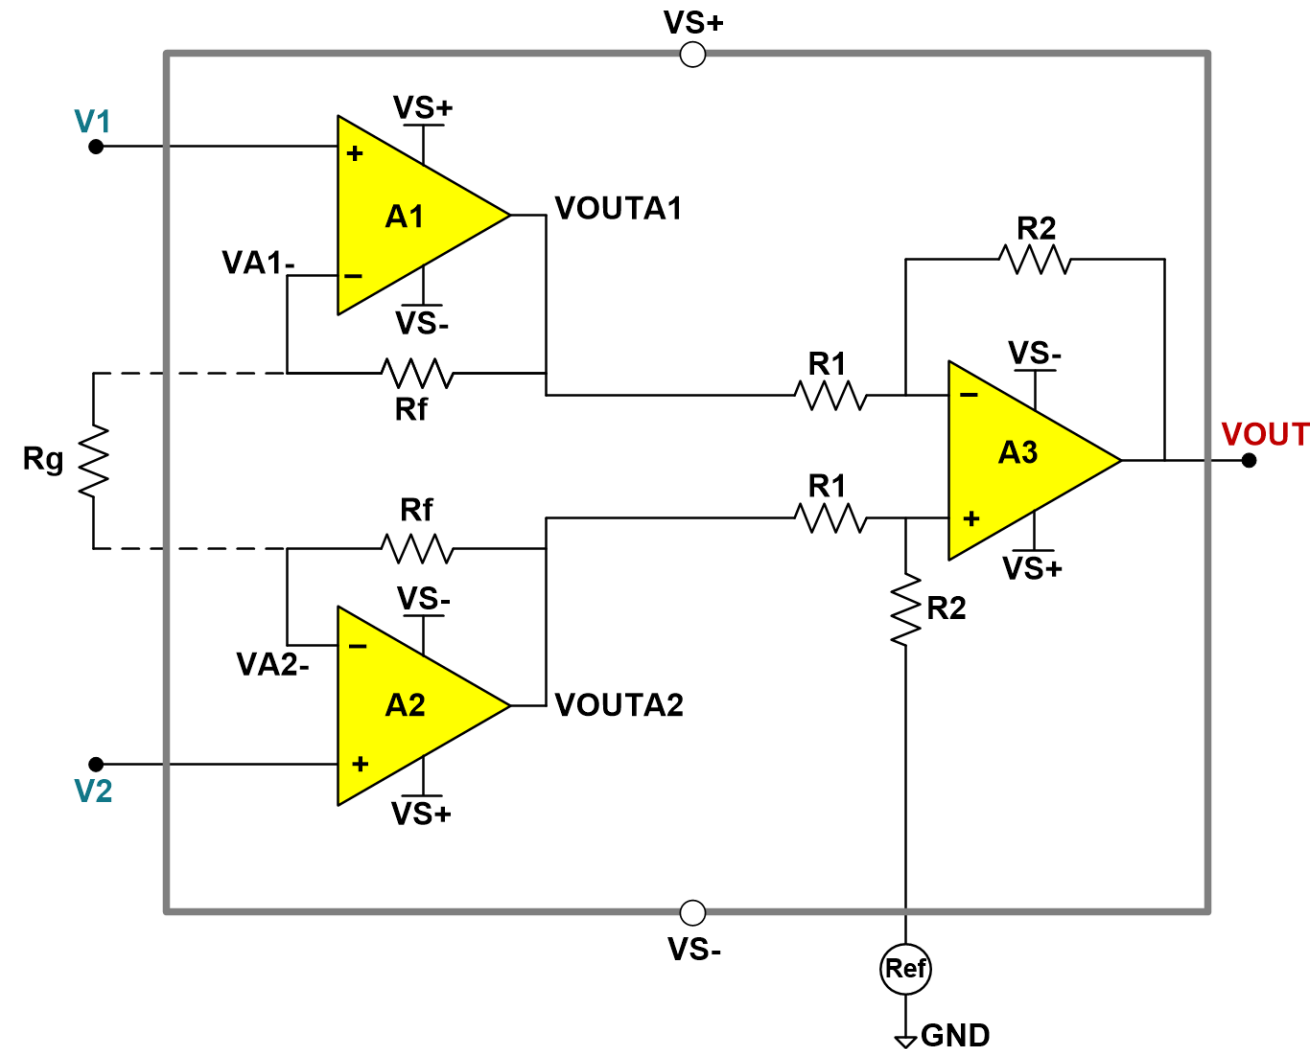 VS+
V1
VS+
+
A1
VOUTA1
VA1-
−
VS-
R2
Rf
R1
VS-
−
Rg
A3
VOUT
Rf
R1
+
VS+
VS-
R2
−
VA2-
A2
VOUTA2
+
V2
VS+
VS-
Ref
GND